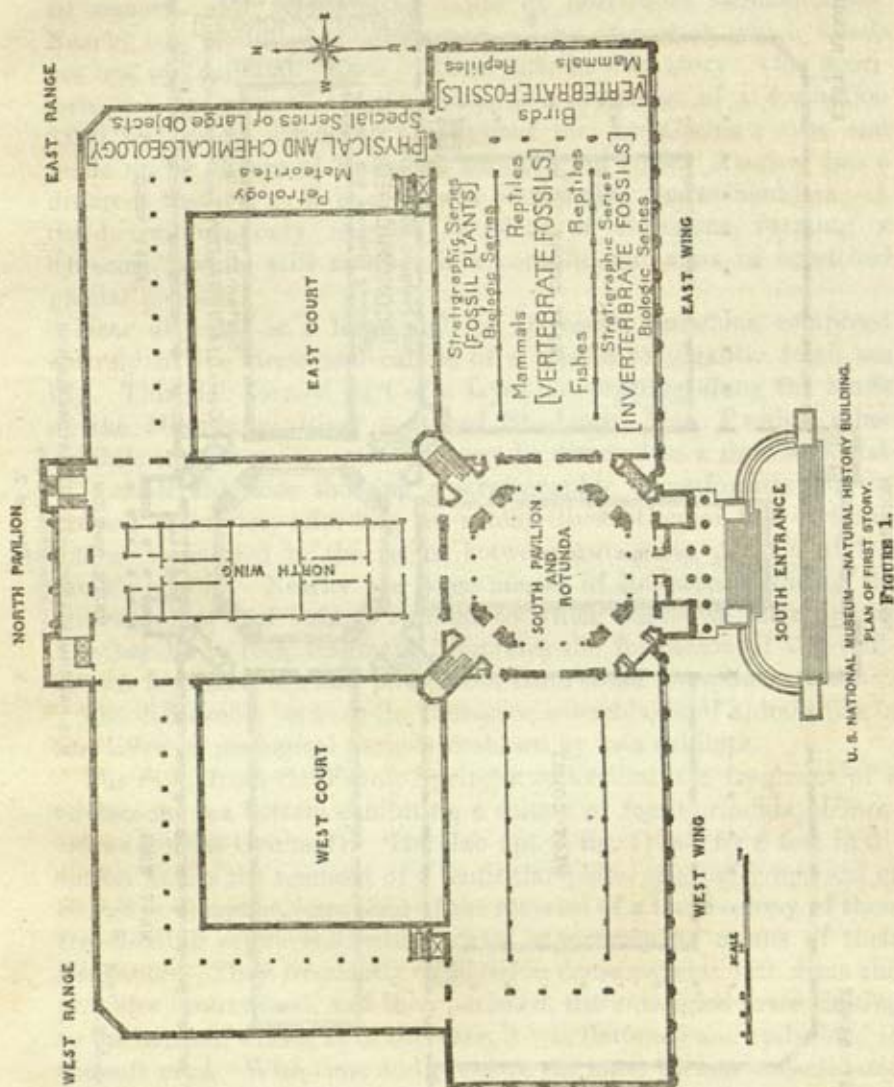 NORTH PAVILION
WEST RANGE
EAST RANGE
N
E
W
WEST COURT
NORTH WING
EAST COURT
Petrology
Meteorites
[PHYSICAL AND CHEMICAL GEOLOGY]
Special Series of Large Objects
SOUTH PAVILION
AND
ROTUNDA
Stratigraphic Series
[FOSSIL PLANTS]
Biologic Series
Mammals Reptiles
[VERTEBRATE FOSSILS]
Fishes Reptiles
Stratigraphic Series
[INVERTERBRATE FOSSILS]
Biologic Series
Birds
[VERTEBRATE FOSSILS]
Mammals Reptiles
WEST WING
EAST WING
SCALE
SOUTH ENTRANCE
U. S. NATIONAL MUSEUM—NATURAL HISTORY BUILDING.
PLAN OF FIRST STORY.
FIGURE 1.